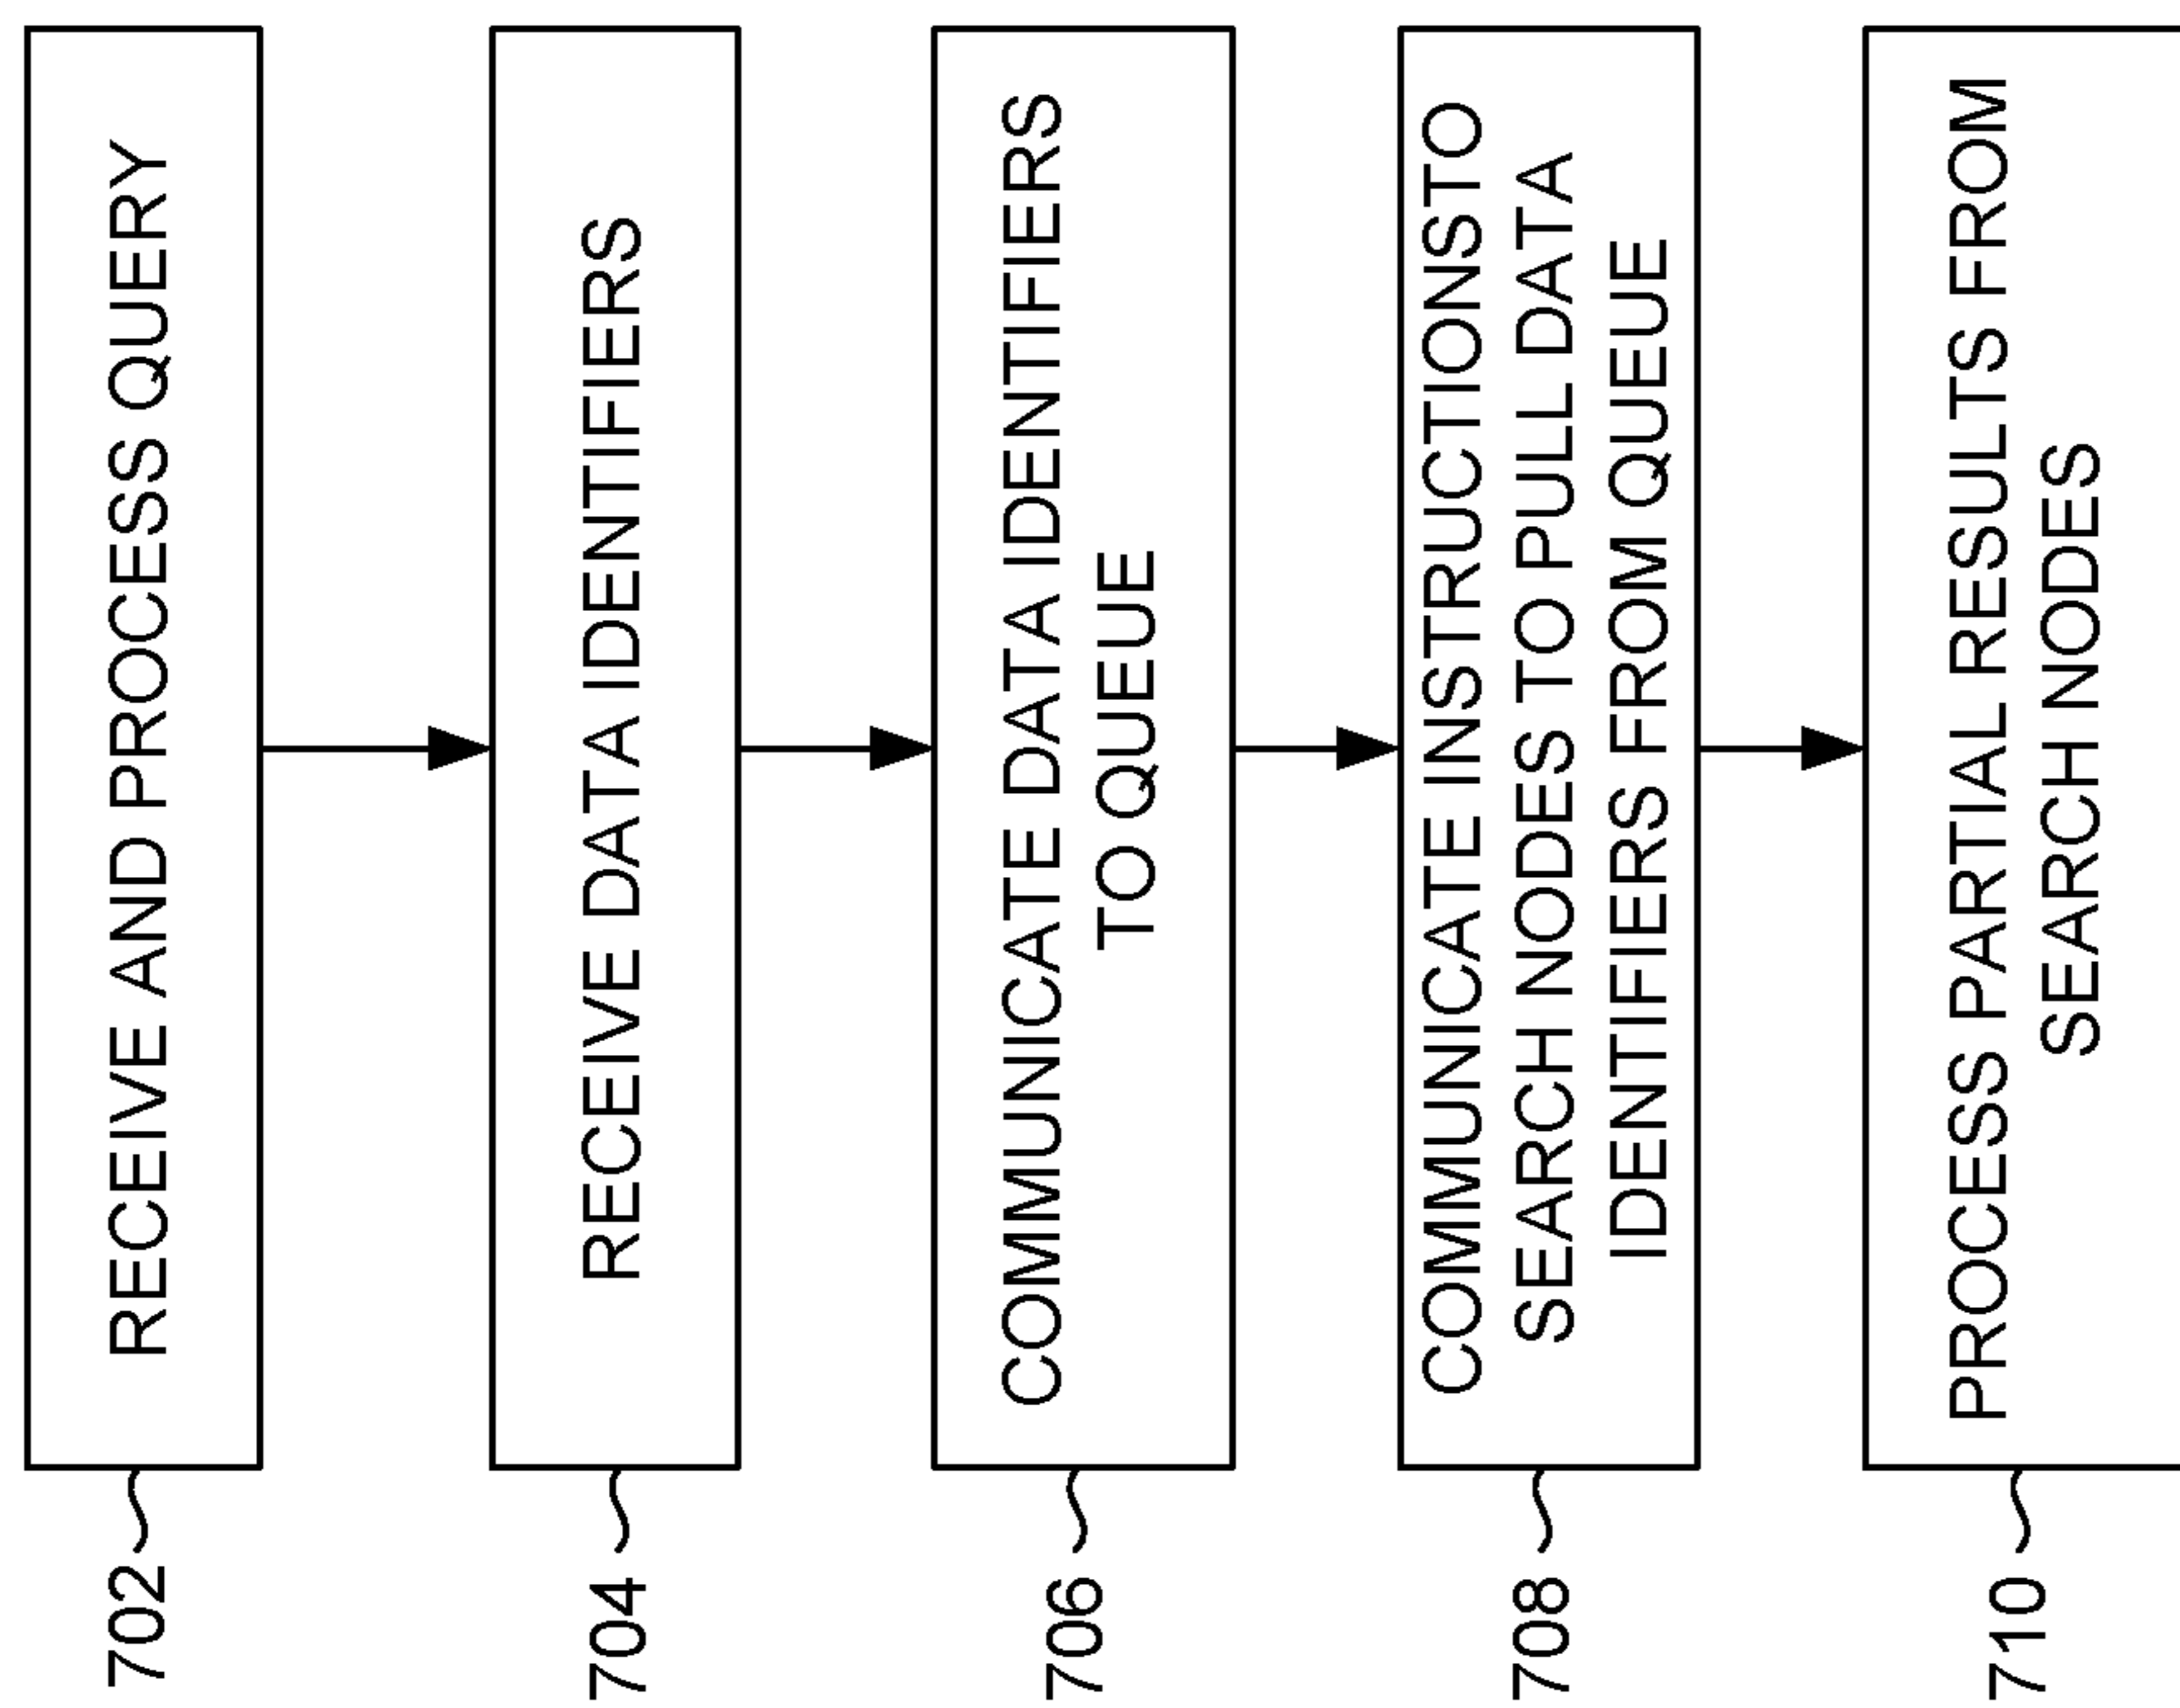 702
RECEIVE AND PROCESS QUERY
704
RECEIVE DATA IDENTIFIERS
706
COMMUNICATE DATA IDENTIFIERS
TO QUEUE
708
COMMUNICATE INSTRUCTIONSTO
SEARCH NODES TO PULL DATA
IDENTIFIERS FROM QUEUE
710
PROCESS PARTIAL RESULTS FROM
SEARCH NODES